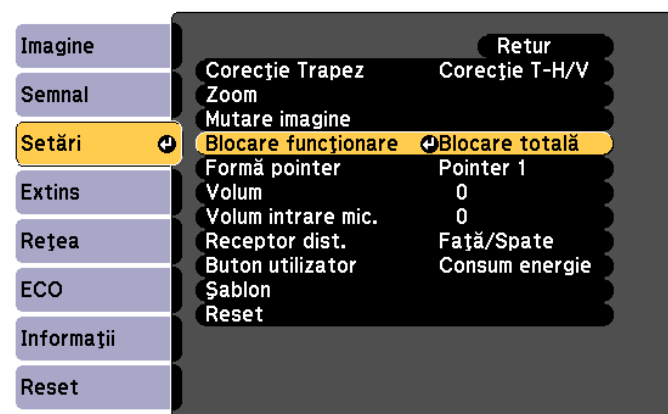 Imagine
Semnal
Setări
Extins
Reţea
ECO
Informaţii
Reset
Retur
Corecţie Trapez Corecţie T-H/V
Zoom
Mutare imagine
Blocare funcţionare Blocare totală
Formă pointer Pointer 1
Volum 0
Volum intrare mic. 0
Receptor dist. Faţă/Spate
Buton utilizator Consum energie
Şablon
Reset